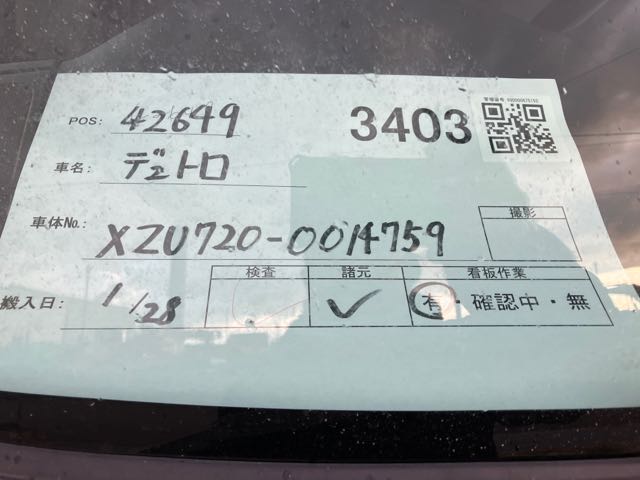 POS: 42649
3403
車名: デュトロ
車体No.: XZU720-0014759
撮影
搬入日: 1/28
検査 諸元 看板作業
✓ 有・確認中・無